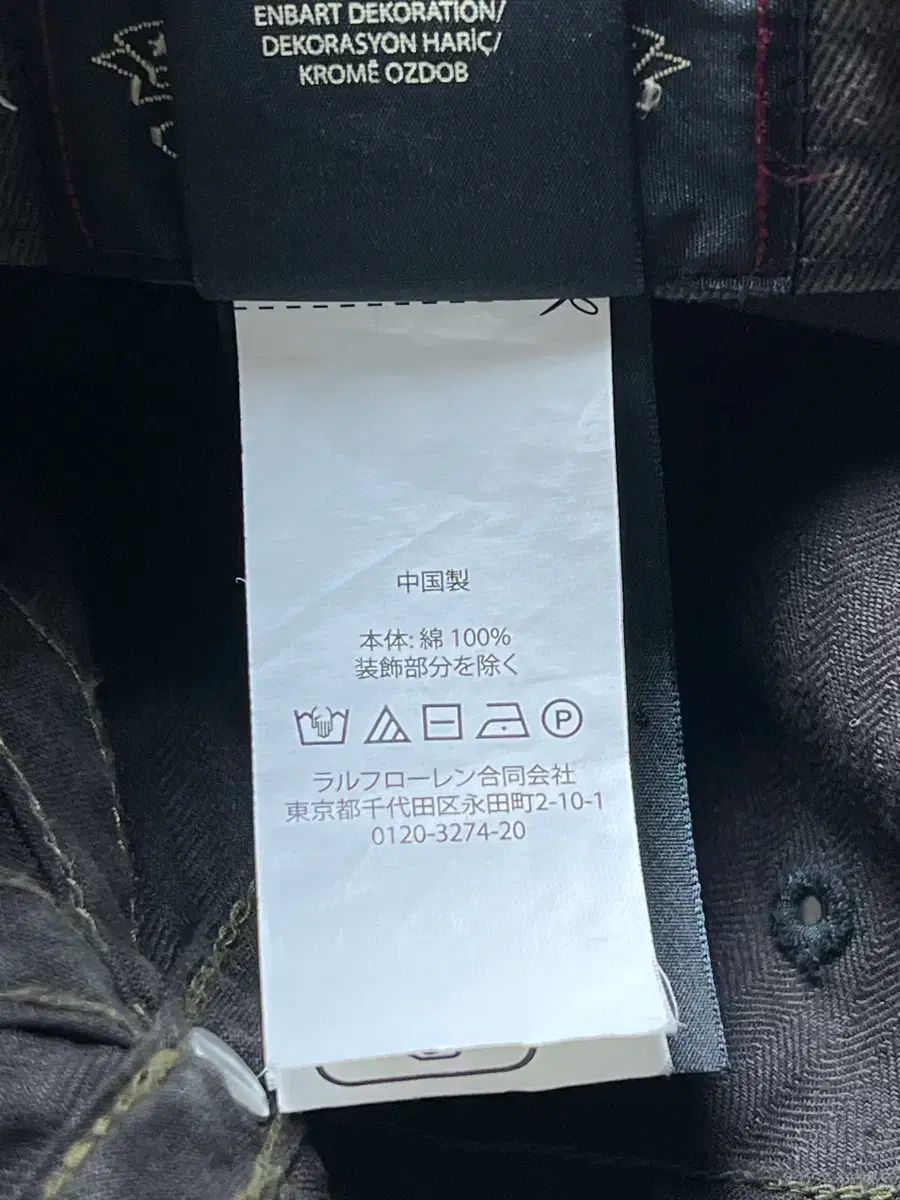 ENBART DEKORATION/
DEKORASYON HARİÇ/
KROMĚ OZDOB
中国製
本体: 綿 100%
装飾部分を除く
P
ラルフローレン合同会社
東京都千代田区永田町2-10-1
0120-3274-20